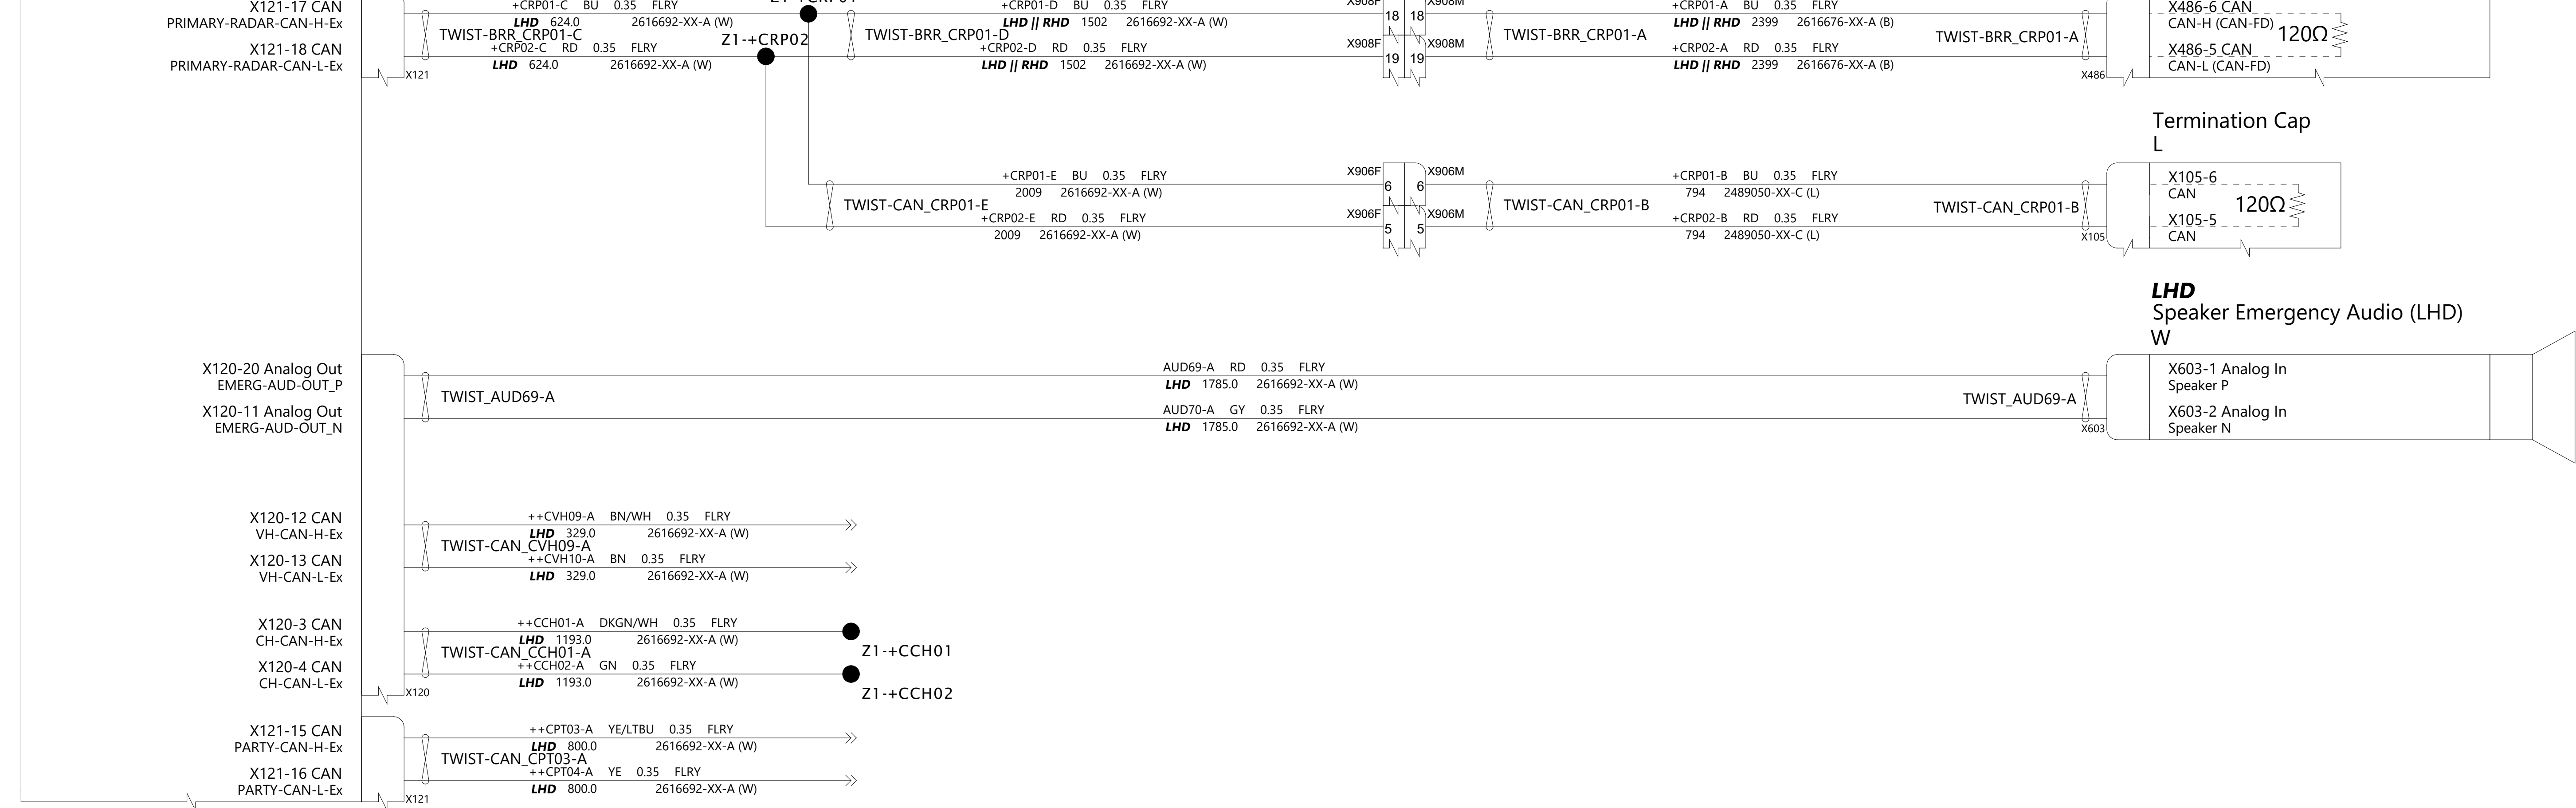 X121-17 CAN
PRIMARY-RADAR-CAN-H-Ex
X121-18 CAN
PRIMARY-RADAR-CAN-L-Ex
X121
+CRP01-C BU 0.35 FLRY
LHD 624.0 2616692-XX-A (W)
TWIST-BRR_CRP01-C
+CRP02-C RD 0.35 FLRY
LHD 624.0 2616692-XX-A (W)
Z1-+CRP01
Z1-+CRP02
+CRP01-D BU 0.35 FLRY
LHD || RHD 1502 2616692-XX-A (W)
TWIST-BRR_CRP01-D
+CRP02-D RD 0.35 FLRY
LHD || RHD 1502 2616692-XX-A (W)
X908F 18 18 X908M
X908F 19 19 X908M
+CRP01-A BU 0.35 FLRY
LHD || RHD 2399 2616676-XX-A (B)
TWIST-BRR_CRP01-A
TWIST-BRR_CRP01-A
+CRP02-A RD 0.35 FLRY
LHD || RHD 2399 2616676-XX-A (B)
X486
X486-6 CAN
CAN-H (CAN-FD)
120Ω
X486-5 CAN
CAN-L (CAN-FD)
Termination Cap
L
+CRP01-E BU 0.35 FLRY
2009 2616692-XX-A (W)
TWIST-CAN_CRP01-E
+CRP02-E RD 0.35 FLRY
2009 2616692-XX-A (W)
X906F 6 6 X906M
X906F 5 5 X906M
+CRP01-B BU 0.35 FLRY
794 2489050-XX-C (L)
TWIST-CAN_CRP01-B
TWIST-CAN_CRP01-B
+CRP02-B RD 0.35 FLRY
794 2489050-XX-C (L)
X105
X105-6
CAN
120Ω
X105-5
CAN
LHD
Speaker Emergency Audio (LHD)
W
X120-20 Analog Out
EMERG-AUD-OUT_P
X120-11 Analog Out
EMERG-AUD-OUT_N
TWIST_AUD69-A
AUD69-A RD 0.35 FLRY
LHD 1785.0 2616692-XX-A (W)
AUD70-A GY 0.35 FLRY
LHD 1785.0 2616692-XX-A (W)
TWIST_AUD69-A
X603
X603-1 Analog In
Speaker P
X603-2 Analog In
Speaker N
X120-12 CAN
VH-CAN-H-Ex
X120-13 CAN
VH-CAN-L-Ex
++CVH09-A BN/WH 0.35 FLRY
LHD 329.0 2616692-XX-A (W)
TWIST-CAN_CVH09-A
++CVH10-A BN 0.35 FLRY
LHD 329.0 2616692-XX-A (W)
X120-3 CAN
CH-CAN-H-Ex
X120-4 CAN
CH-CAN-L-Ex
X120
++CCH01-A DKGN/WH 0.35 FLRY
LHD 1193.0 2616692-XX-A (W)
TWIST-CAN_CCH01-A
++CCH02-A GN 0.35 FLRY
LHD 1193.0 2616692-XX-A (W)
Z1-+CCH01
Z1-+CCH02
X121-15 CAN
PARTY-CAN-H-Ex
X121-16 CAN
PARTY-CAN-L-Ex
X121
++CPT03-A YE/LTBU 0.35 FLRY
LHD 800.0 2616692-XX-A (W)
TWIST-CAN_CPT03-A
++CPT04-A YE 0.35 FLRY
LHD 800.0 2616692-XX-A (W)